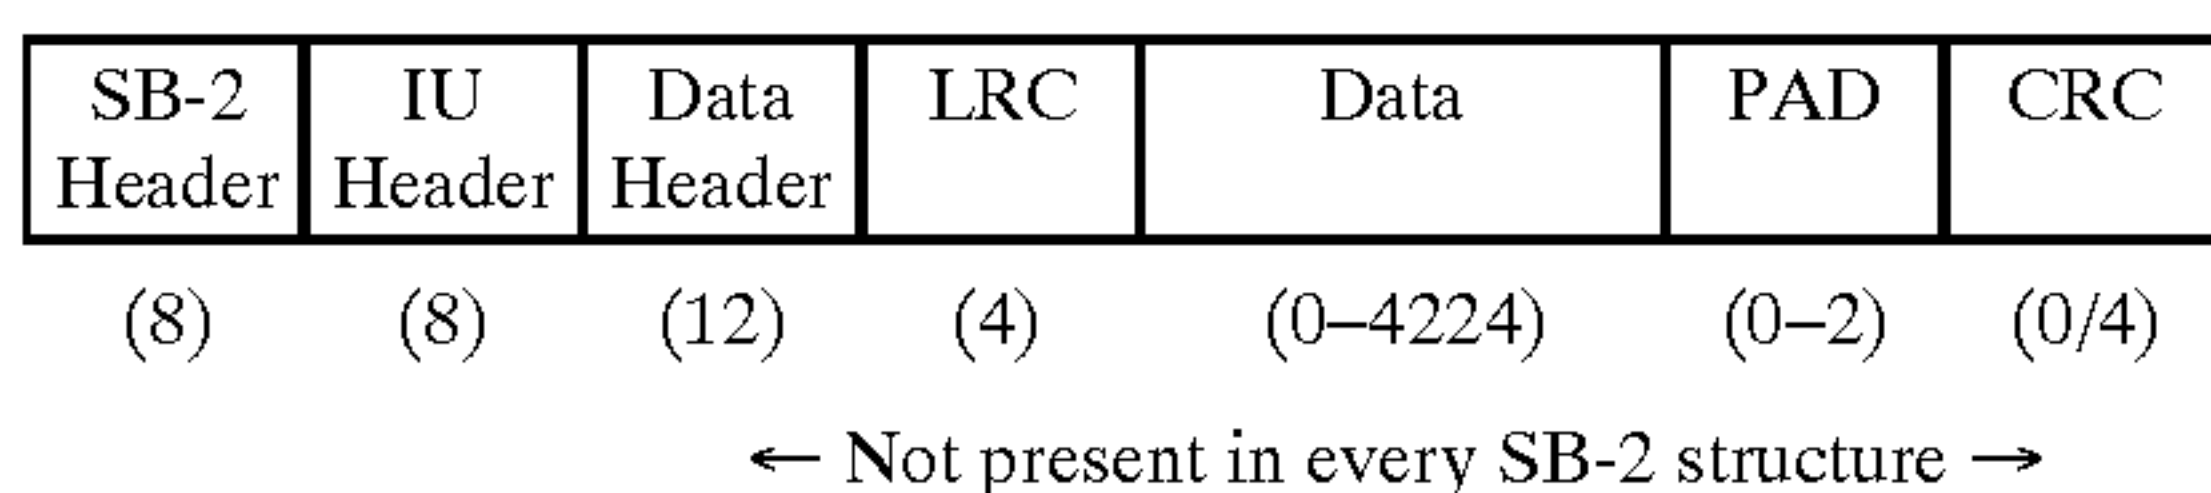 SB-2 Header IU Header Data Header LRC Data PAD CRC
(8) (8) (12) (4) (0–4224) (0–2) (0/4)
← Not present in every SB-2 structure →